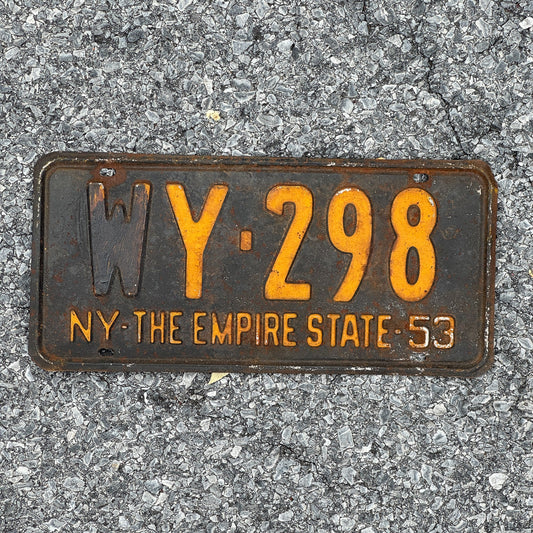 WY·298
NY-THE EMPIRE STATE-53